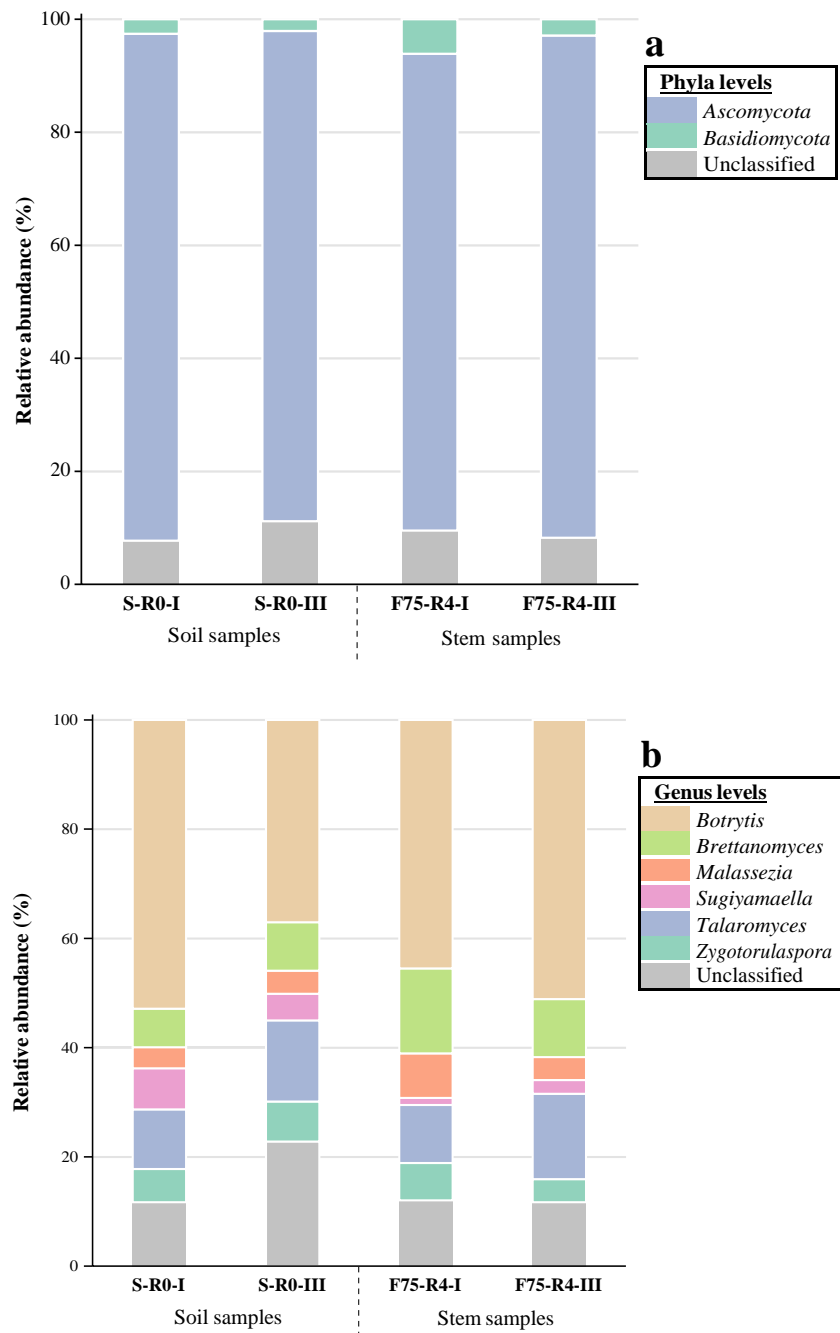 a
Phyla levels
Ascomycota
Basidiomycota
Unclassified
Relative abundance (%)
100
80
60
40
20
0
S-R0-I S-R0-III F75-R4-I F75-R4-III
Soil samples Stem samples
b
Genus levels
Botrytis
Brettanomyces
Malassezia
Sugiyamaella
Talaromyces
Zygotorulaspora
Unclassified
Relative abundance (%)
100
80
60
40
20
0
S-R0-I S-R0-III F75-R4-I F75-R4-III
Soil samples Stem samples